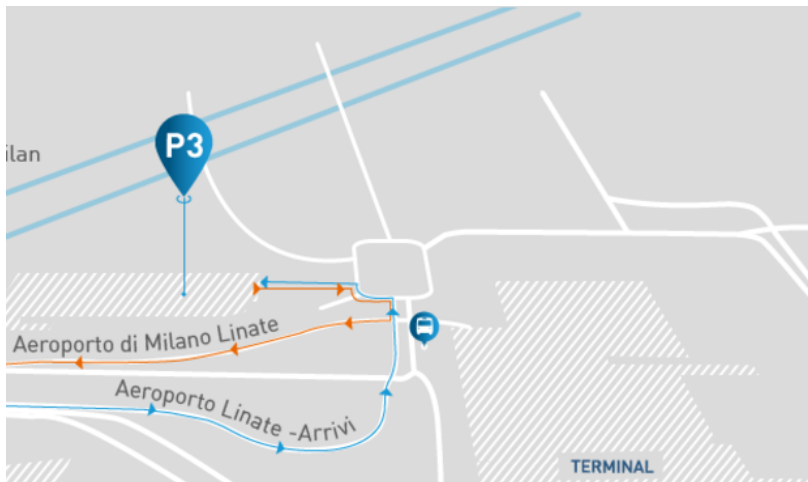 P3
ilan
Aeroporto di Milano Linate
Aeroporto Linate -Arrivi
TERMINAL